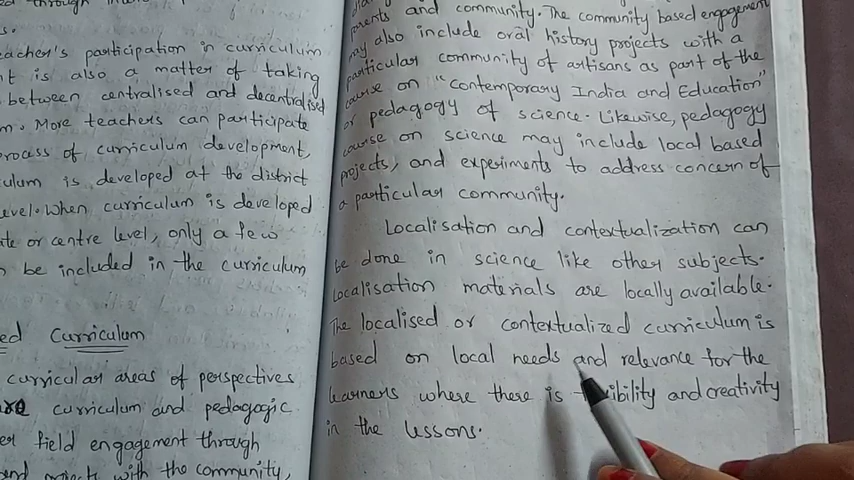 s.
eacher's participation in curriculum
t is also a matter of taking
between centralised and decentralised
m. More teachers can participate
rocess of curriculum development,
culum is developed at the district
evel. When curriculum is developed
te or centre level, only a few
n be included in the curriculum
ed Curriculum
curricular areas of perspectives
are curriculum and pedagogic
er field engagement through
and projects with the community,
parents and community. The community based engagement
may also include oral history projects with a
particular community of artisans as part of the
course on "contemporary India and Education"
or pedagogy of science. Likewise, pedagogy
course on science may include local based
projects, and experiments to address concern of
a particular community.
Localisation and contextualization can
be done in science like other subjects.
Localisation materials are locally available.
The localised or contextualized curriculum is
based on local needs and relevance for the
learners where there is and creativity
in the lessons.